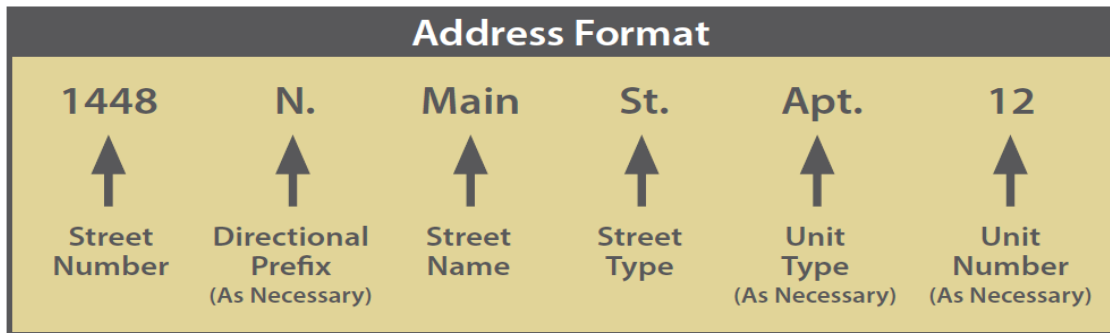 Address Format
1448 N. Main St. Apt. 12
Street Number
Directional Prefix (As Necessary)
Street Name
Street Type
Unit Type (As Necessary)
Unit Number (As Necessary)